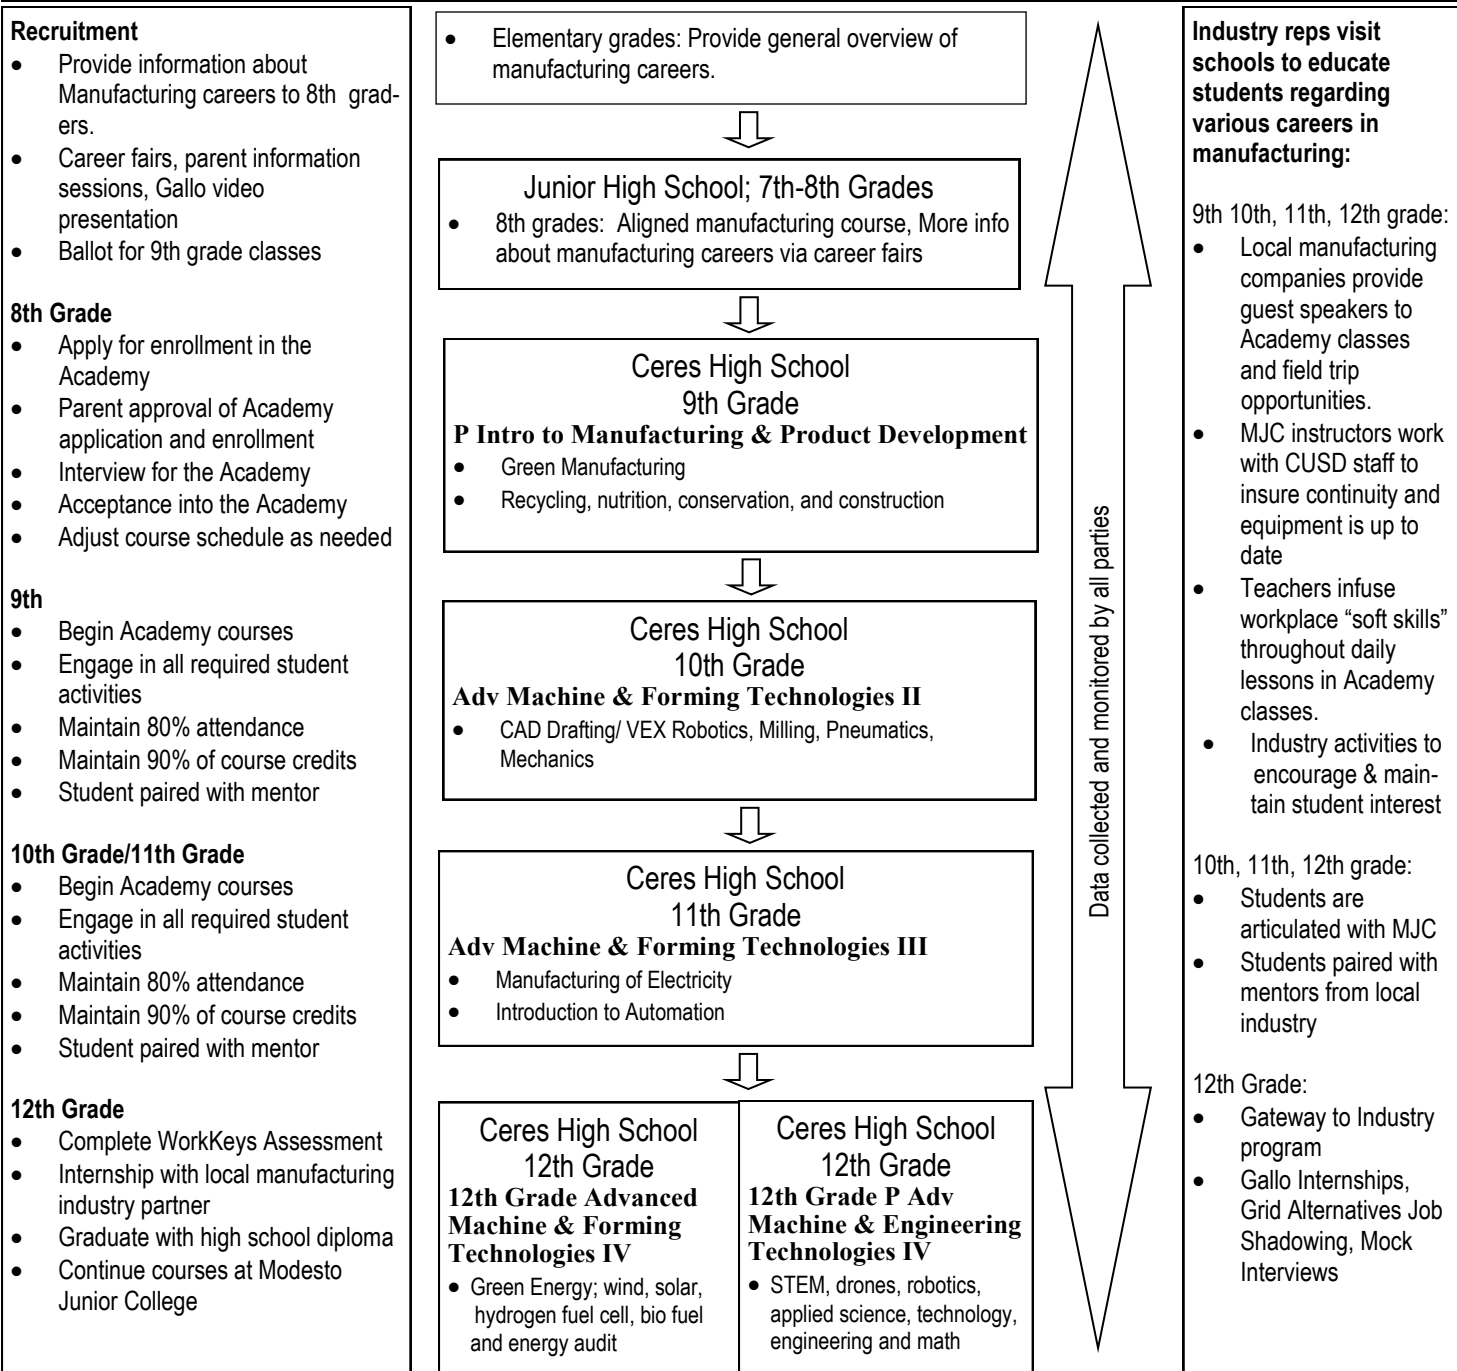 Recruitment
• Provide information about
Manufacturing careers to 8th grad-
ers.
• Career fairs, parent information
sessions, Gallo video
presentation
• Ballot for 9th grade classes
8th Grade
• Apply for enrollment in the
Academy
• Parent approval of Academy
application and enrollment
• Interview for the Academy
• Acceptance into the Academy
• Adjust course schedule as needed
9th
• Begin Academy courses
• Engage in all required student
activities
• Maintain 80% attendance
• Maintain 90% of course credits
• Student paired with mentor
10th Grade/11th Grade
• Begin Academy courses
• Engage in all required student
activities
• Maintain 80% attendance
• Maintain 90% of course credits
• Student paired with mentor
12th Grade
• Complete WorkKeys Assessment
• Internship with local manufacturing
industry partner
• Graduate with high school diploma
• Continue courses at Modesto
Junior College
• Elementary grades: Provide general overview of
manufacturing careers.
Junior High School; 7th-8th Grades
• 8th grades: Aligned manufacturing course, More info
about manufacturing careers via career fairs
Ceres High School
9th Grade
P Intro to Manufacturing & Product Development
• Green Manufacturing
• Recycling, nutrition, conservation, and construction
Ceres High School
10th Grade
Adv Machine & Forming Technologies II
• CAD Drafting/ VEX Robotics, Milling, Pneumatics,
Mechanics
Ceres High School
11th Grade
Adv Machine & Forming Technologies III
• Manufacturing of Electricity
• Introduction to Automation
Ceres High School
12th Grade
12th Grade Advanced
Machine & Forming
Technologies IV
• Green Energy; wind, solar,
hydrogen fuel cell, bio fuel
and energy audit
Ceres High School
12th Grade
12th Grade P Adv
Machine & Engineering
Technologies IV
• STEM, drones, robotics,
applied science, technology,
engineering and math
Data collected and monitored by all parties
Industry reps visit
schools to educate
students regarding
various careers in
manufacturing:
9th 10th, 11th, 12th grade:
• Local manufacturing
companies provide
guest speakers to
Academy classes
and field trip
opportunities.
• MJC instructors work
with CUSD staff to
insure continuity and
equipment is up to
date
• Teachers infuse
workplace “soft skills”
throughout daily
lessons in Academy
classes.
• Industry activities to
encourage & main-
tain student interest
10th, 11th, 12th grade:
• Students are
articulated with MJC
• Students paired with
mentors from local
industry
12th Grade:
• Gateway to Industry
program
• Gallo Internships,
Grid Alternatives Job
Shadowing, Mock
Interviews